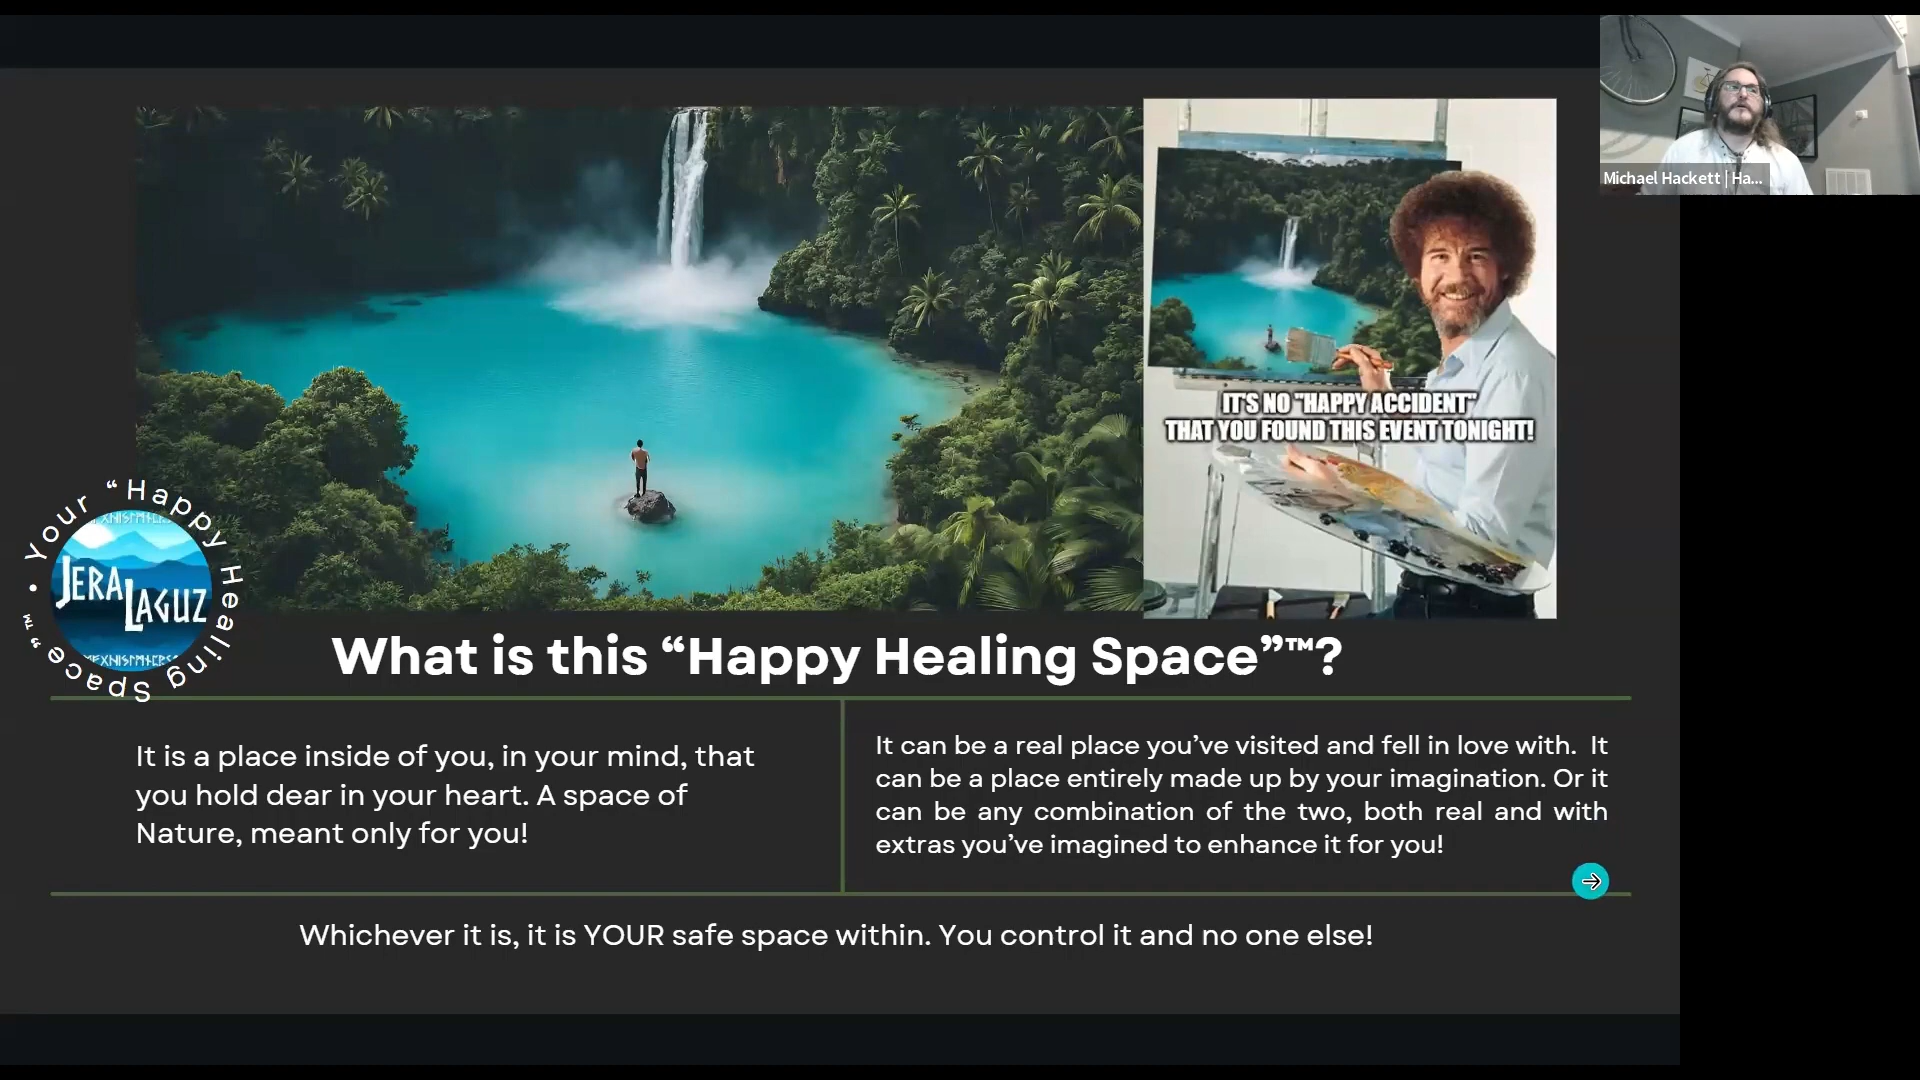 Michael Hackett | Ha...
IT'S NO "HAPPY ACCIDENT"
THAT YOU FOUND THIS EVENT TONIGHT!
• Your “Happy Healing Space”™
JERA
LAGUZ
What is this “Happy Healing Space”™?
It is a place inside of you, in your mind, that
you hold dear in your heart. A space of
Nature, meant only for you!
It can be a real place you’ve visited and fell in love with. It
can be a place entirely made up by your imagination. Or it
can be any combination of the two, both real and with
extras you’ve imagined to enhance it for you!
Whichever it is, it is YOUR safe space within. You control it and no one else!